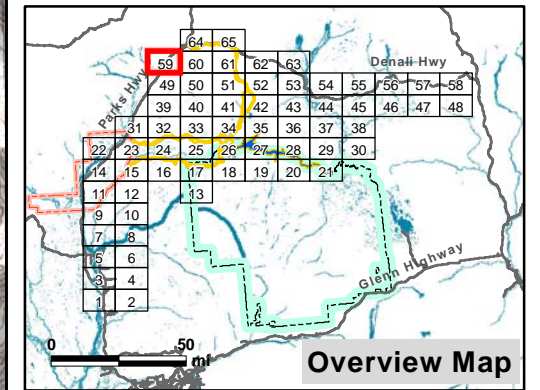 64 65
59 60 61 62 63 Denali Hwy
Parks Hwy
49 50 51 52 53 54 55 56 57 58
39 40 41 42 43 44 45 46 47 48
31 32 33 34 35 36 37 38
22 23 24 25 26 27 28 29 30
14 15 16 17 18 19 20 21
11 12 13
9 10
7 8
5 6
3 4
1 2
Glenn Highway
0 50
mi
Overview Map